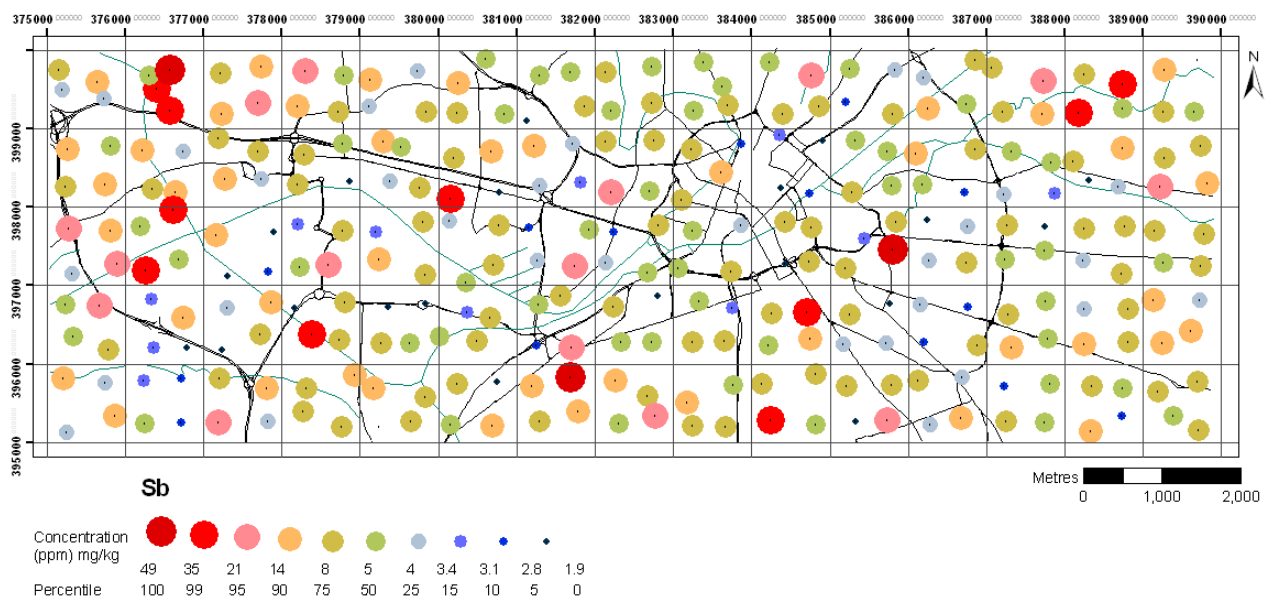 375000 376000 377000 378000 379000 380000 381000 382000 383000 384000 385000 386000 387000 388000 389000 390000
N
399000
398000
397000
396000
395000
Metres
0 1,000 2,000
Sb
Concentration
(ppm) mg/kg
49 35 21 14 8 5 4 3.4 3.1 2.8 1.9
Percentile 100 99 95 90 75 50 25 15 10 5 0